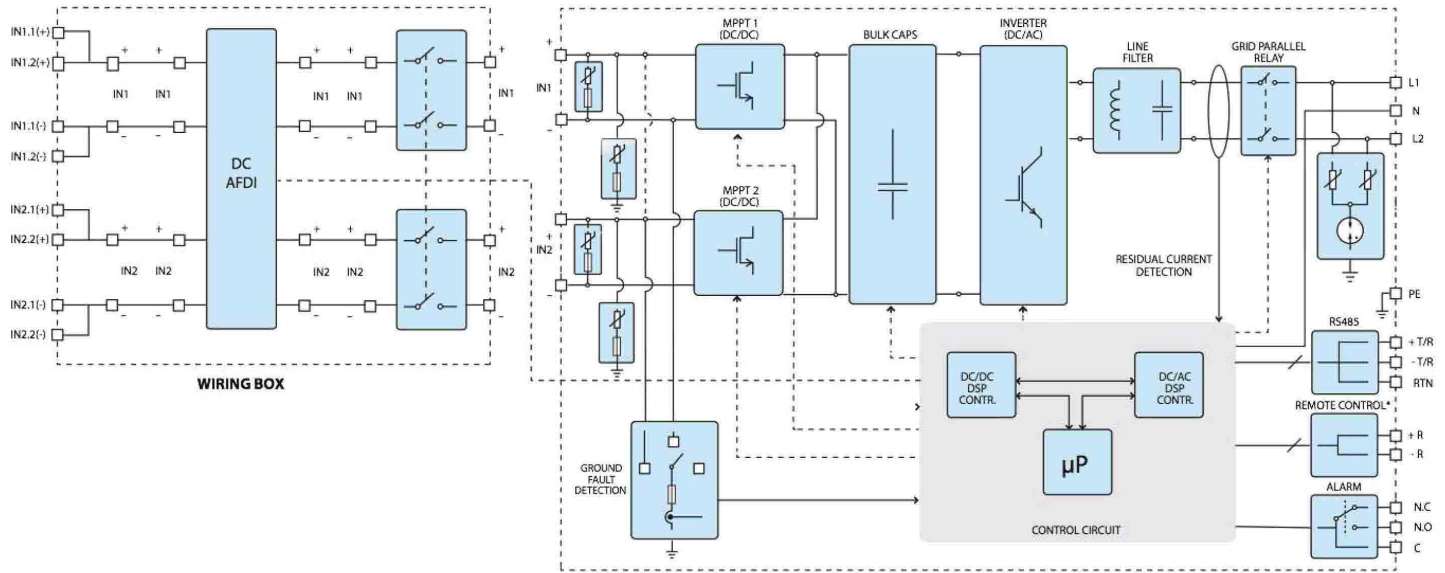 IN1.1(+)
IN1.2(+)
IN1.1(-)
IN1.2(-)
IN2.1(+)
IN2.2(+)
IN2.1(-)
IN2.2(-)
+ +
IN1 IN1
– –
+ +
IN2 IN2
– –
DC
AFDI
+ +
IN1 IN1
– –
+ +
IN2 IN2
– –
+
IN1
–
+
IN2
–
WIRING BOX
+
IN1
–
+
IN2
–
MPPT 1
(DC/DC)
MPPT 2
(DC/DC)
BULK CAPS
INVERTER
(DC/AC)
LINE
FILTER
GRID PARALLEL
RELAY
L1
N
L2
RESIDUAL CURRENT
DETECTION
PE
RS485
+ T/R
- T/R
RTN
REMOTE CONTROL*
+ R
- R
ALARM
N.C
N.O
C
GROUND
FAULT
DETECTION
DC/DC
DSP
CONTR.
DC/AC
DSP
CONTR.
μP
CONTROL CIRCUIT